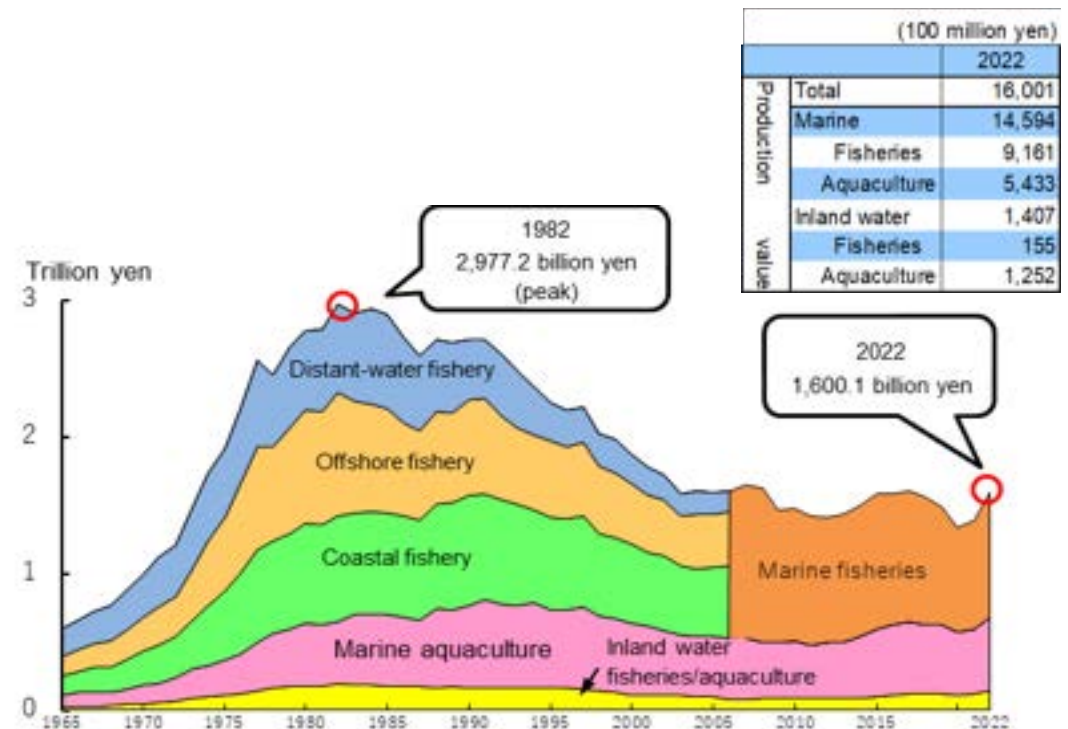 (100 million yen)
2022
Production value
Total 16,001
Marine 14,594
Fisheries 9,161
Aquaculture 5,433
Inland water 1,407
Fisheries 155
Aquaculture 1,252
1982
2,977.2 billion yen
(peak)
Trillion yen
2022
1,600.1 billion yen
3
2
1
0
Distant-water fishery
Offshore fishery
Coastal fishery
Marine fisheries
Marine aquaculture
Inland water
fisheries/aquaculture
1965 1970 1975 1980 1985 1990 1995 2000 2005 2010 2015 2022